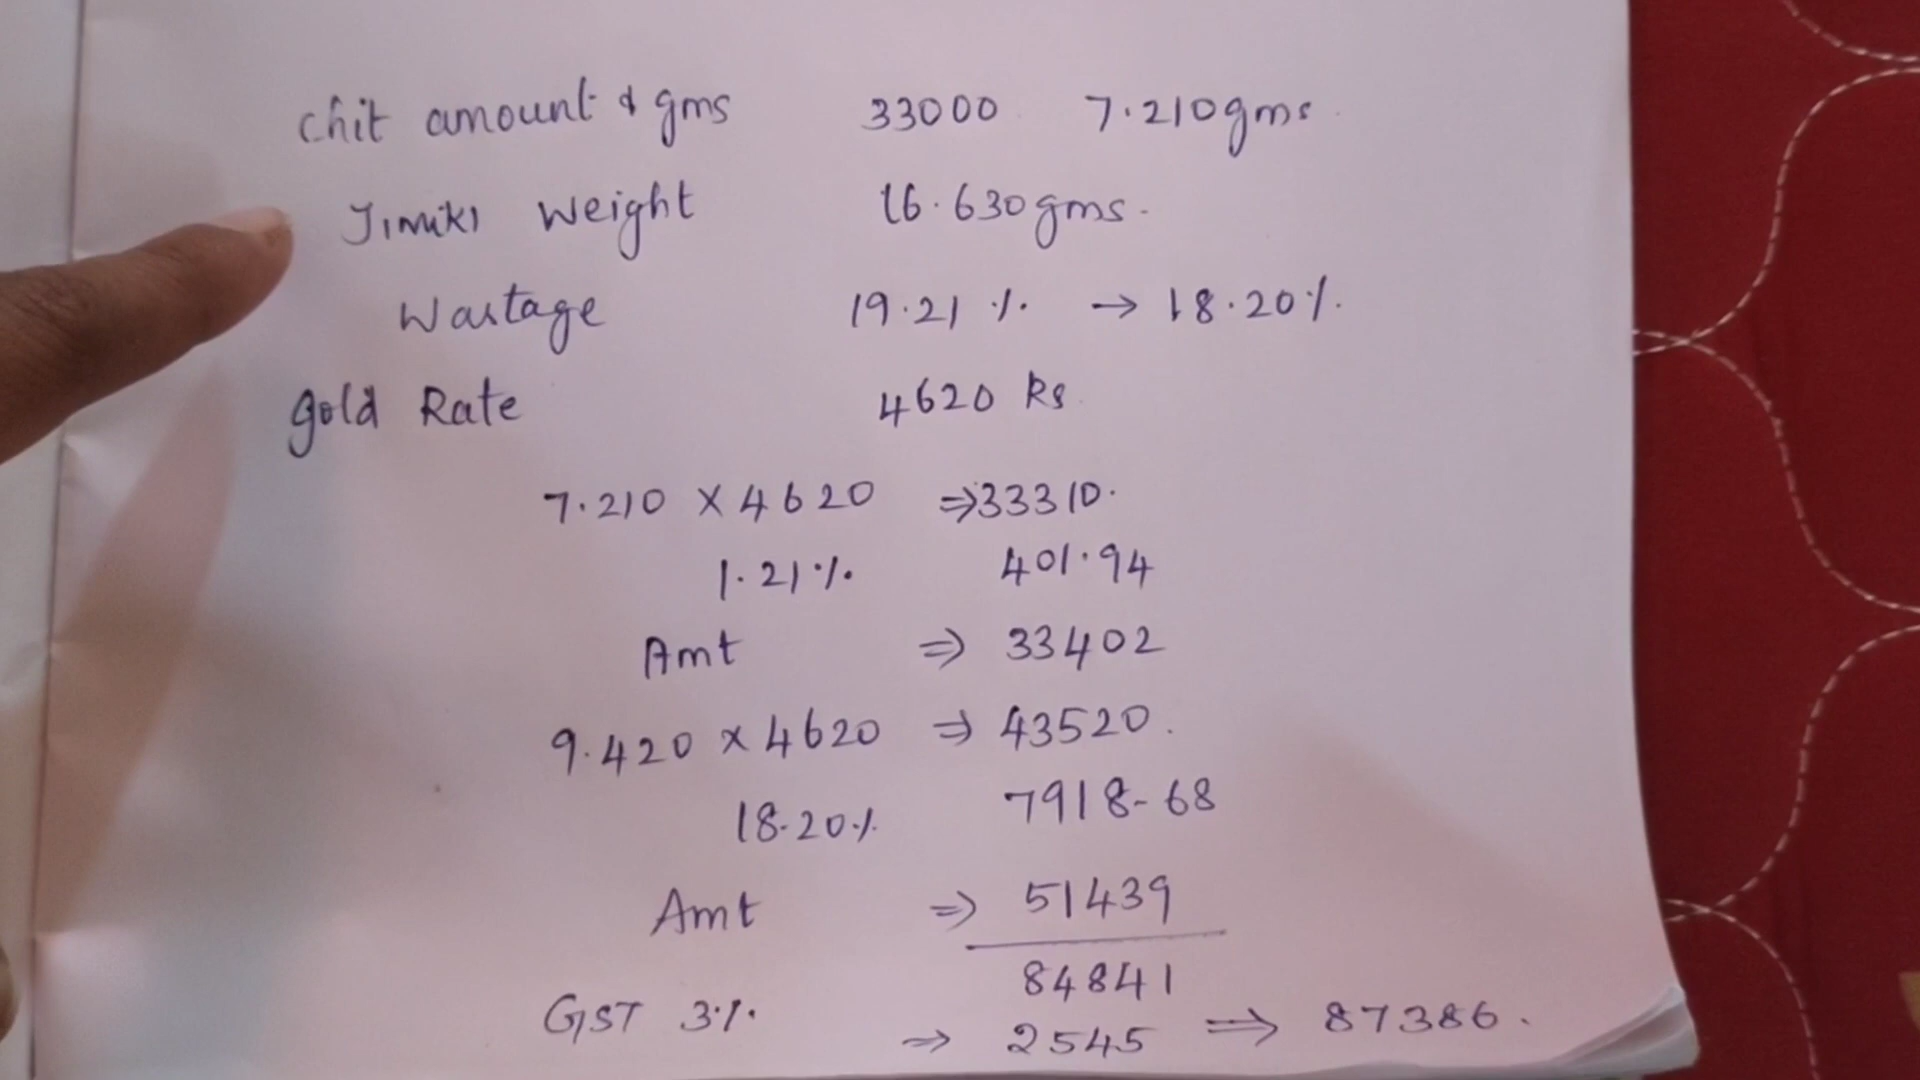 chit amount & gms 33000 7.210gms.
Jimiki Weight 16.630gms.
Wastage 19.21 % → 18.20%.
gold Rate 4620 Rs
7.210 X 4620 ⇒33310.
1.21% 401.94
Amt ⇒ 33402
9.420 x 4620 ⇒ 43520.
18.20% 7918-68
Amt ⇒ 51439
84841
GST 3% ⇒ 2545 ⇒ 87386.